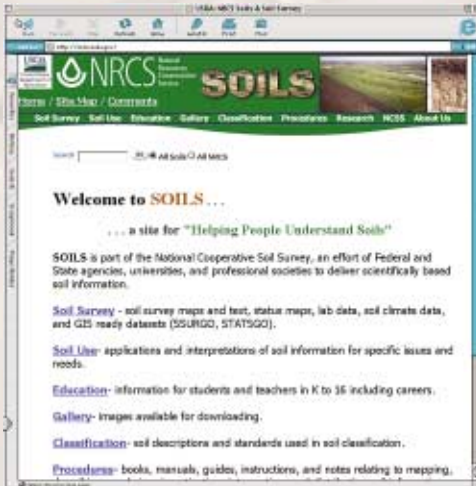 USDA: NRCS Soils & Soil Survey
USDA
NRCS Natural
Resources
Conservation
Service
SOILS
Home / Site Map / Comments
Soil Survey Soil Use Education Gallery Classification Procedures Research NCSS About Us
Search All Soils All NRCS
Welcome to SOILS...
... a site for "Helping People Understand Soils"
SOILS is part of the National Cooperative Soil Survey, an effort of Federal and
State agencies, universities, and professional societies to deliver scientifically based
soil information.
Soil Survey - soil survey maps and text, status maps, lab data, soil climate data,
and GIS ready datasets (SSURGO, STATSGO).
Soil Use- applications and interpretations of soil information for specific issues and
needs.
Education- information for students and teachers in K to 16 including careers.
Gallery- images available for downloading.
Classification- soil descriptions and standards used in soil classification.
Procedures- books, manuals, guides, instructions, and notes relating to mapping,